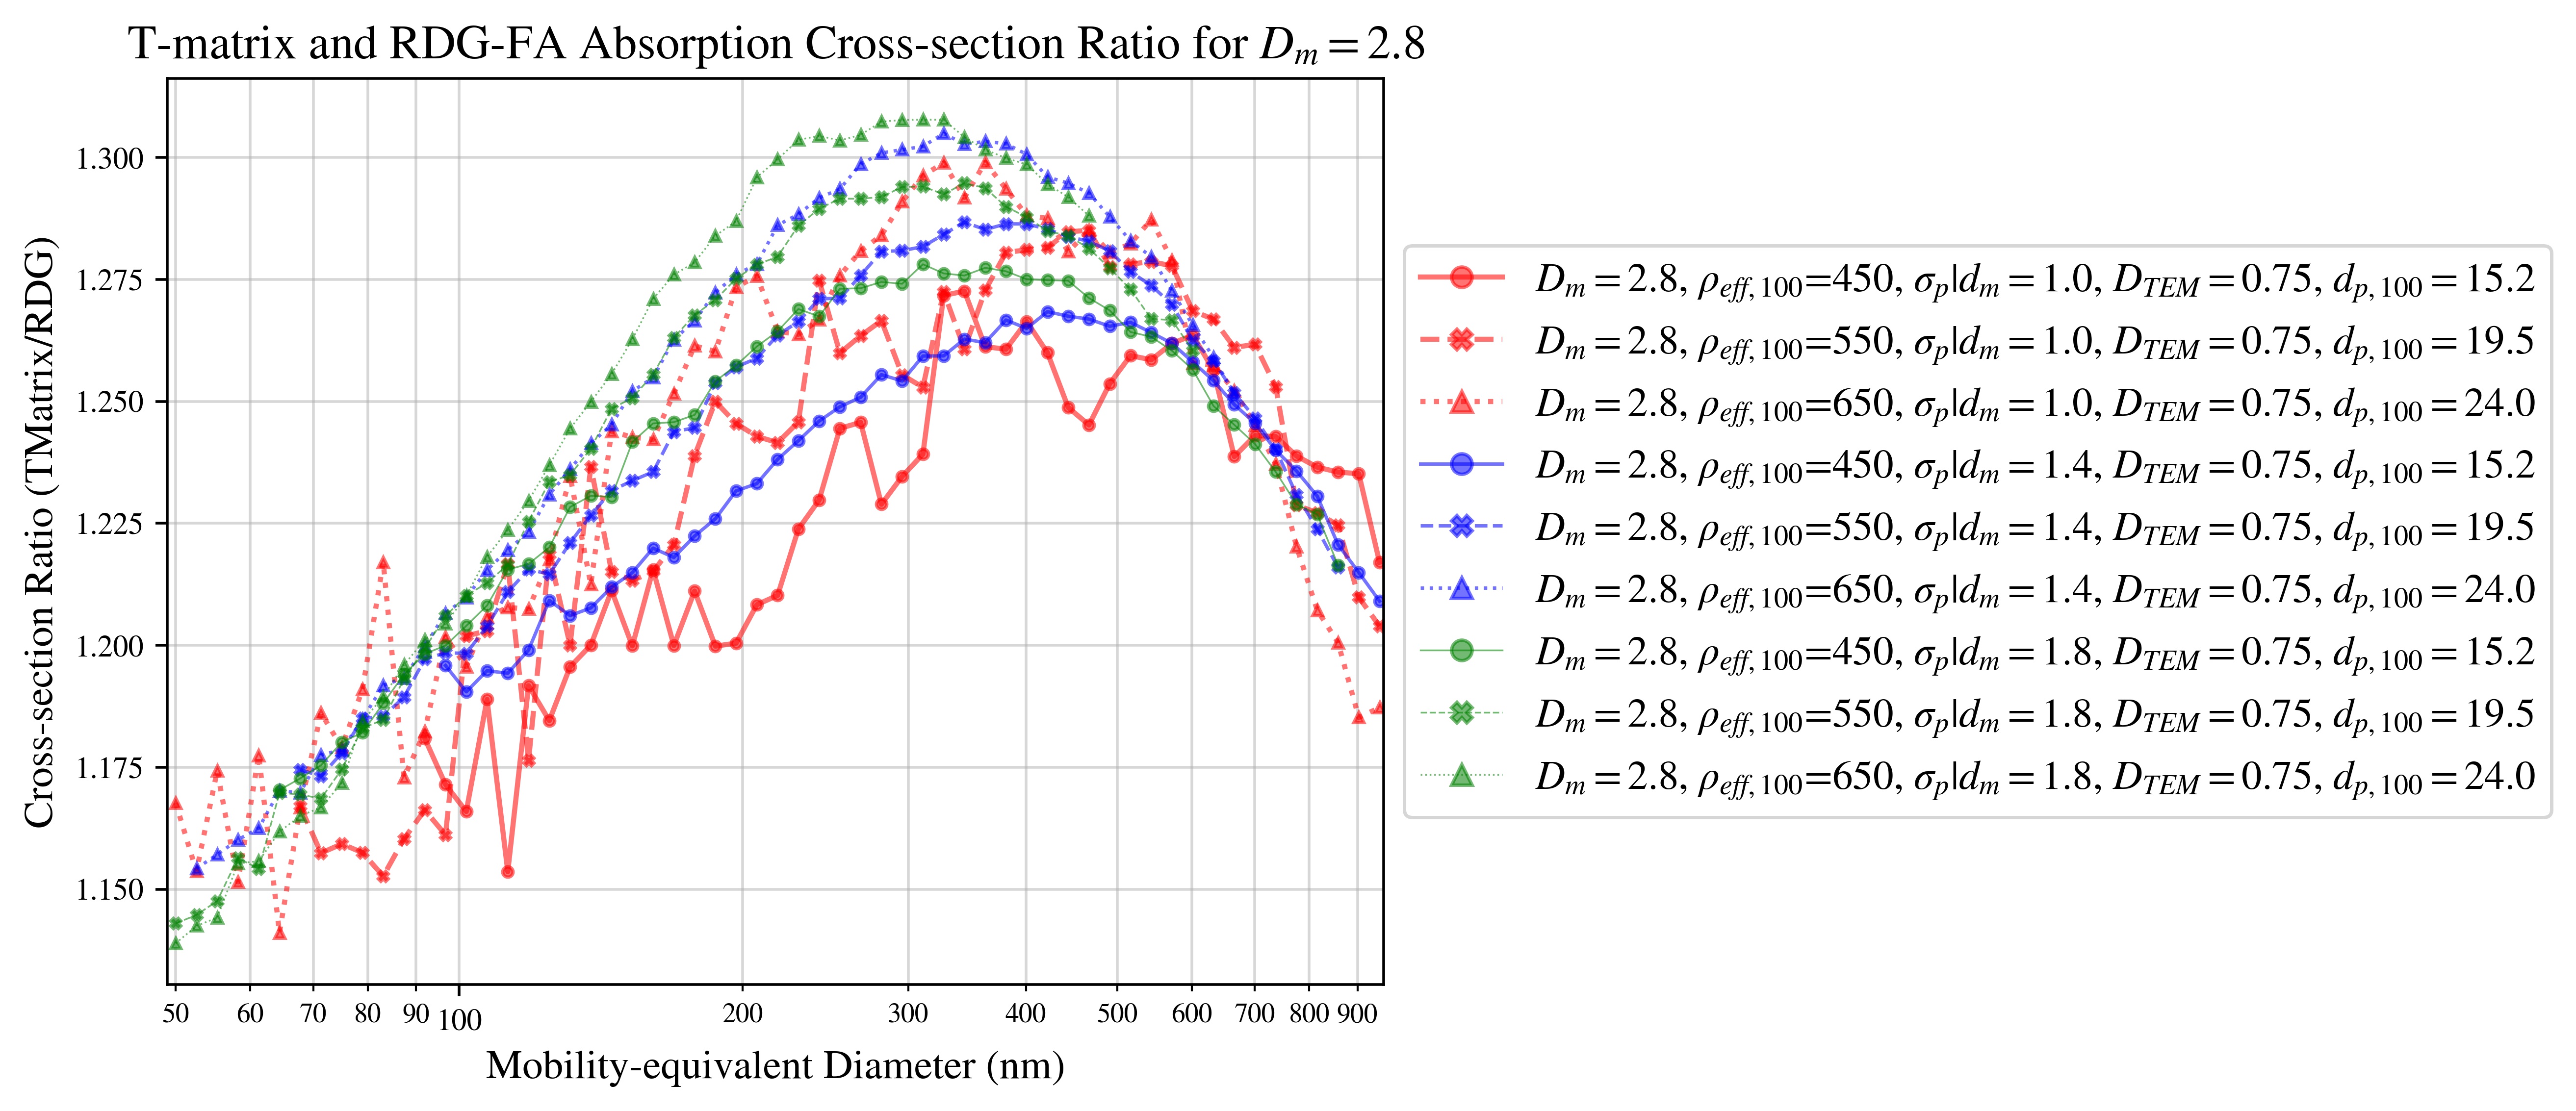 T-matrix and RDG-FA Absorption Cross-section Ratio for Dₘ = 2.8
Cross-section Ratio (TMatrix/RDG)
1.300
1.275
1.250
1.225
1.200
1.175
1.150
50 60 70 80 90 100 200 300 400 500 600 700 800 900
Mobility-equivalent Diameter (nm)
D_m = 2.8, ρ_eff,100=450, σ_p|d_m = 1.0, D_TEM = 0.75, d_p,100 = 15.2
D_m = 2.8, ρ_eff,100=550, σ_p|d_m = 1.0, D_TEM = 0.75, d_p,100 = 19.5
D_m = 2.8, ρ_eff,100=650, σ_p|d_m = 1.0, D_TEM = 0.75, d_p,100 = 24.0
D_m = 2.8, ρ_eff,100=450, σ_p|d_m = 1.4, D_TEM = 0.75, d_p,100 = 15.2
D_m = 2.8, ρ_eff,100=550, σ_p|d_m = 1.4, D_TEM = 0.75, d_p,100 = 19.5
D_m = 2.8, ρ_eff,100=650, σ_p|d_m = 1.4, D_TEM = 0.75, d_p,100 = 24.0
D_m = 2.8, ρ_eff,100=450, σ_p|d_m = 1.8, D_TEM = 0.75, d_p,100 = 15.2
D_m = 2.8, ρ_eff,100=550, σ_p|d_m = 1.8, D_TEM = 0.75, d_p,100 = 19.5
D_m = 2.8, ρ_eff,100=650, σ_p|d_m = 1.8, D_TEM = 0.75, d_p,100 = 24.0